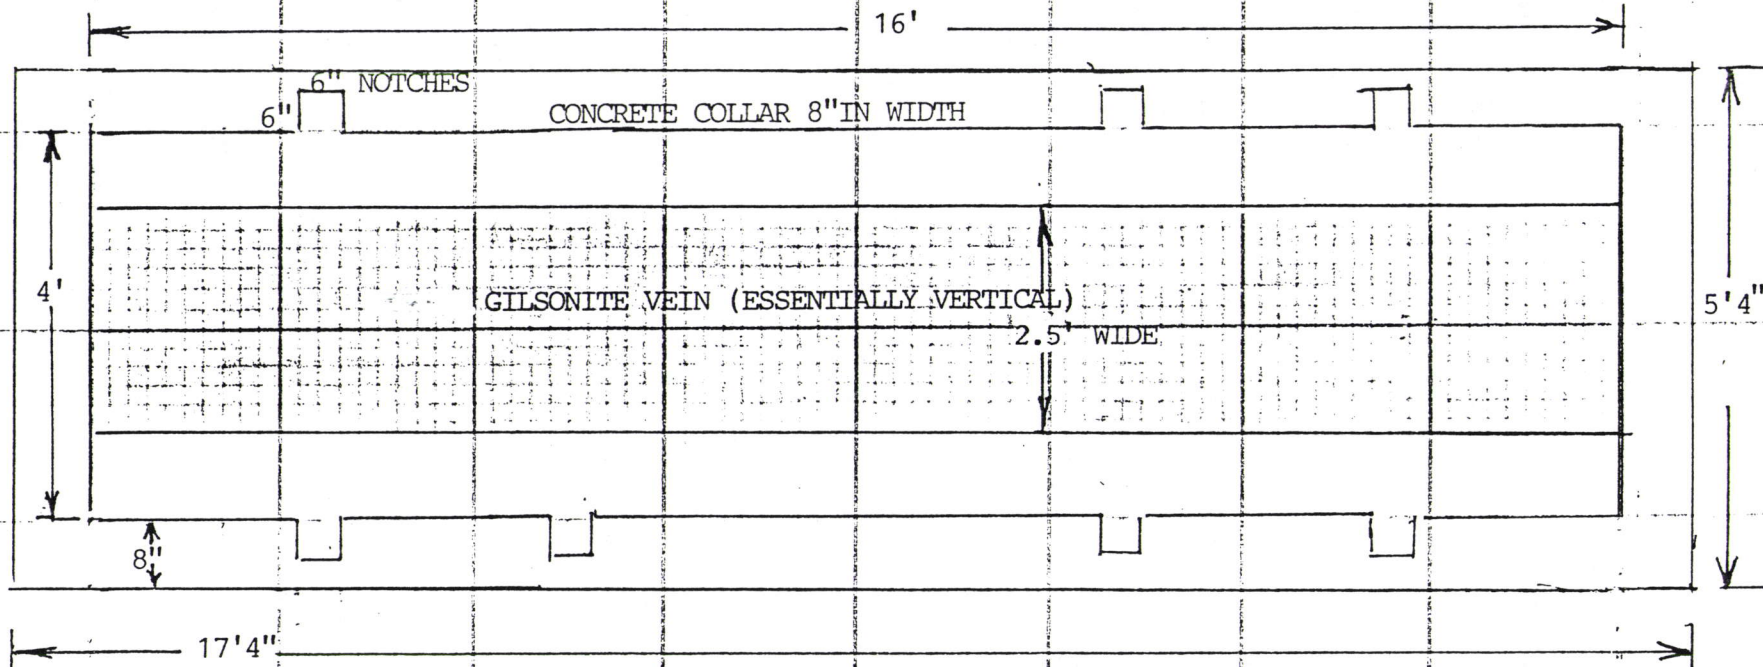 16'
6" NOTCHES
6"
CONCRETE COLLAR 8"IN WIDTH
4'
GILSONITE VEIN (ESSENTIALLY VERTICAL)
5'4"
2.5' WIDE
8"
17'4"